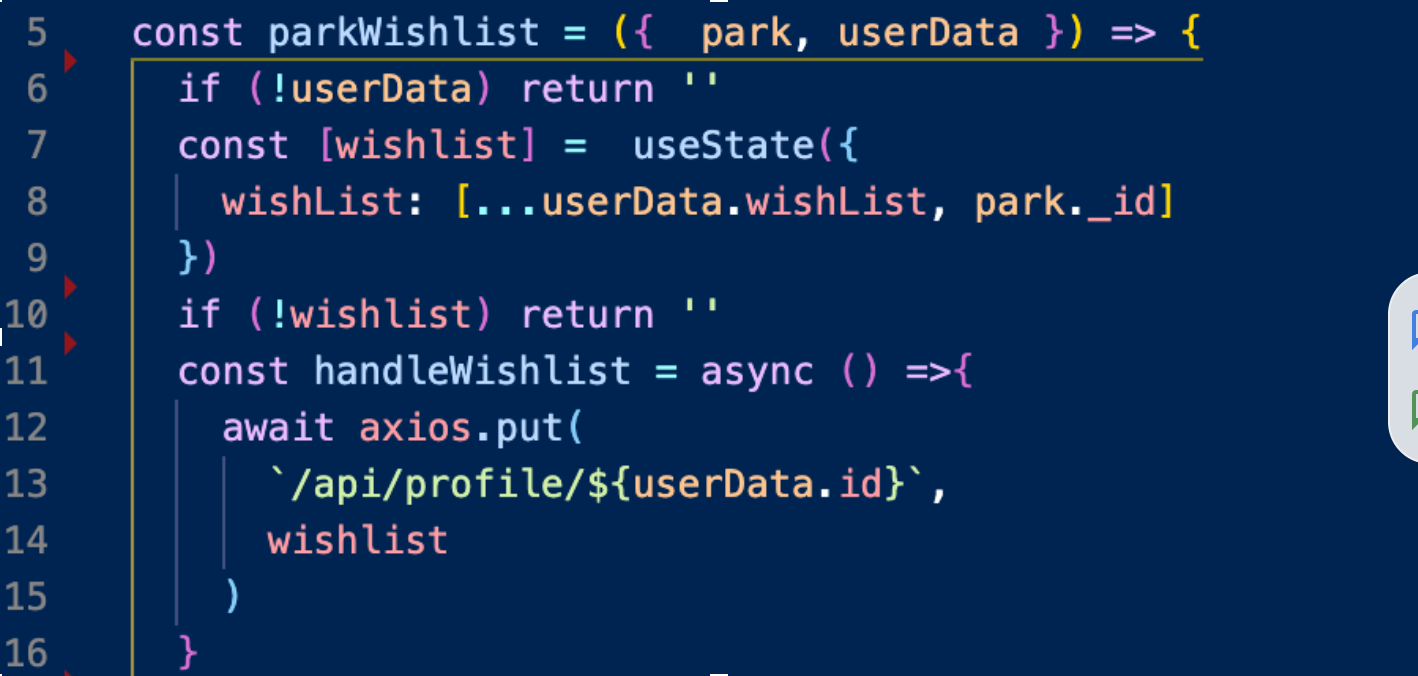 5 const parkWishlist = ({  park, userData }) => {
6 if (!userData) return ''
7 const [wishlist] =  useState({
8 wishList: [...userData.wishList, park._id]
9 })
10 if (!wishlist) return ''
11 const handleWishlist = async () =>{
12 await axios.put(
13 `/api/profile/${userData.id}`,
14 wishlist
15 )
16 }